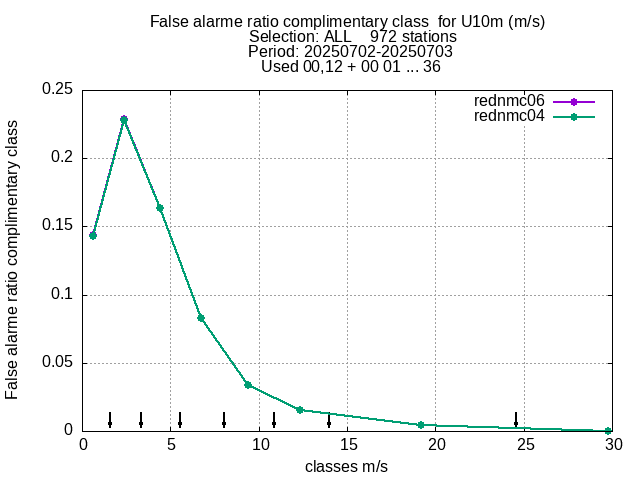 False alarme ratio complimentary class  for U10m (m/s)
Selection: ALL    972 stations
Period: 20250702-20250703
Used 00,12 + 00 01 ... 36
rednmc06
rednmc04
False alarme ratio complimentary class
0.25
0.2
0.15
0.1
0.05
0
0 5 10 15 20 25 30
classes m/s